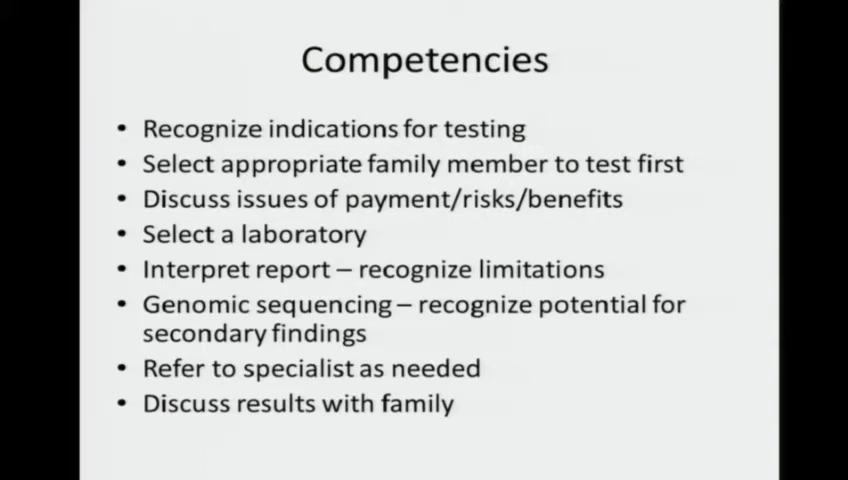 Competencies
• Recognize indications for testing
• Select appropriate family member to test first
• Discuss issues of payment/risks/benefits
• Select a laboratory
• Interpret report – recognize limitations
• Genomic sequencing – recognize potential for
secondary findings
• Refer to specialist as needed
• Discuss results with family